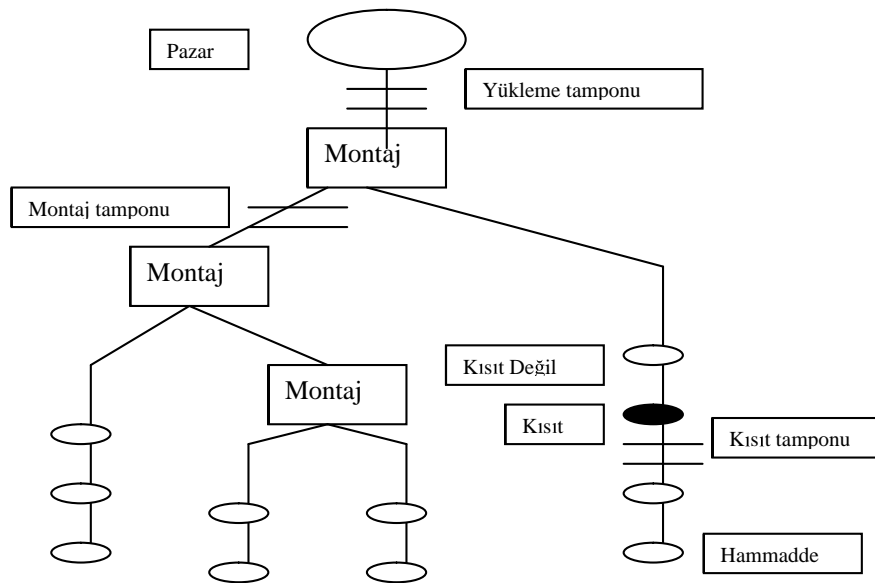 Pazar
Yükleme tamponu
Montaj
Montaj tamponu
Montaj
Kısıt Değil
Montaj
Kısıt
Kısıt tamponu
Hammadde